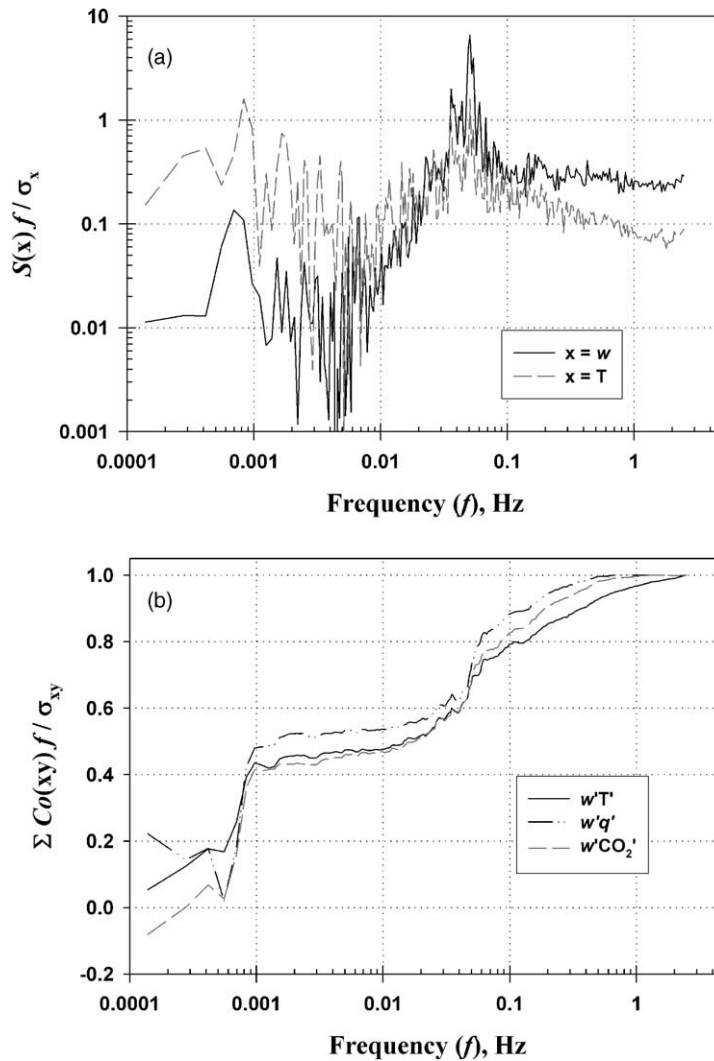 (a)
10
1
0.1
0.01
0.001
S(x) f / σx
x = w
x = T
0.0001 0.001 0.01 0.1 1
Frequency (f), Hz
(b)
1.0
0.8
0.6
0.4
0.2
0.0
-0.2
Σ Co(xy) f / σxy
w'T'
w'q'
w'CO2'
0.0001 0.001 0.01 0.1 1
Frequency (f), Hz